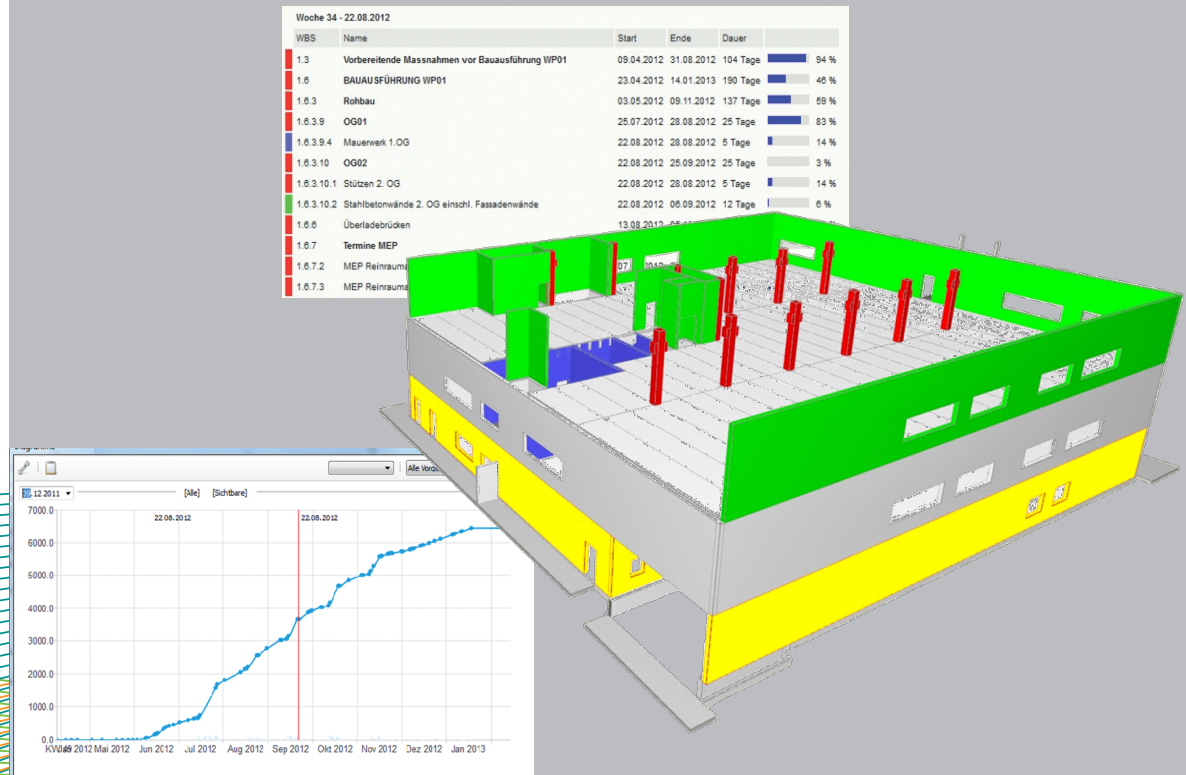 Woche 34 - 22.08.2012
WBS Name Start Ende Dauer
1.3 Vorbereitende Massnahmen vor Bauausführung WP01 09.04.2012 31.08.2012 104 Tage 94 %
1.6 BAUAUSFÜHRUNG WP01 23.04.2012 14.01.2013 190 Tage 46 %
1.6.3 Rohbau 03.05.2012 09.11.2012 137 Tage 59 %
1.6.3.9 OG01 25.07.2012 28.08.2012 25 Tage 83 %
1.6.3.9.4 Mauerwerk 1.OG 22.08.2012 28.08.2012 5 Tage 14 %
1.6.3.10 OG02 22.08.2012 25.09.2012 25 Tage 3 %
1.6.3.10.1 Stützen 2. OG 22.08.2012 28.08.2012 5 Tage 14 %
1.6.3.10.2 Stahlbetonwände 2. OG einschl. Fassadenwände 22.08.2012 06.09.2012 12 Tage 6 %
1.6.6 Überladebrücken 13.08.2012
1.6.7 Termine MEP
1.6.7.2 MEP Reinrauma
1.6.7.3 MEP Reinrauma
Alle Vorg
.12.2011 [Alle] [Sichtbare]
22.08.2012 22.08.2012
7000.0
6000.0
5000.0
4000.0
3000.0
2000.0
1000.0
0.0
2012 Mai 2012 Jun 2012 Jul 2012 Aug 2012 Sep 2012 Okt 2012 Nov 2012 Dez 2012 Jan 2013